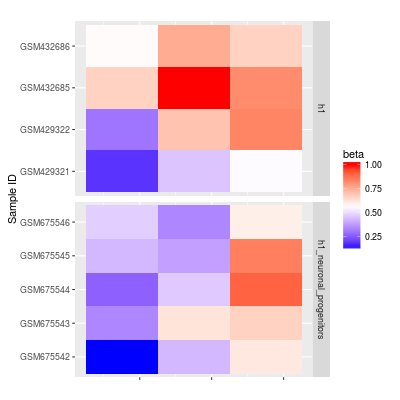 GSM432686
GSM432685
GSM429322
GSM429321
h1
GSM675546
GSM675545
GSM675544
GSM675543
GSM675542
h1_neuronal_progenitors
Sample ID
beta
1.00
0.75
0.50
0.25